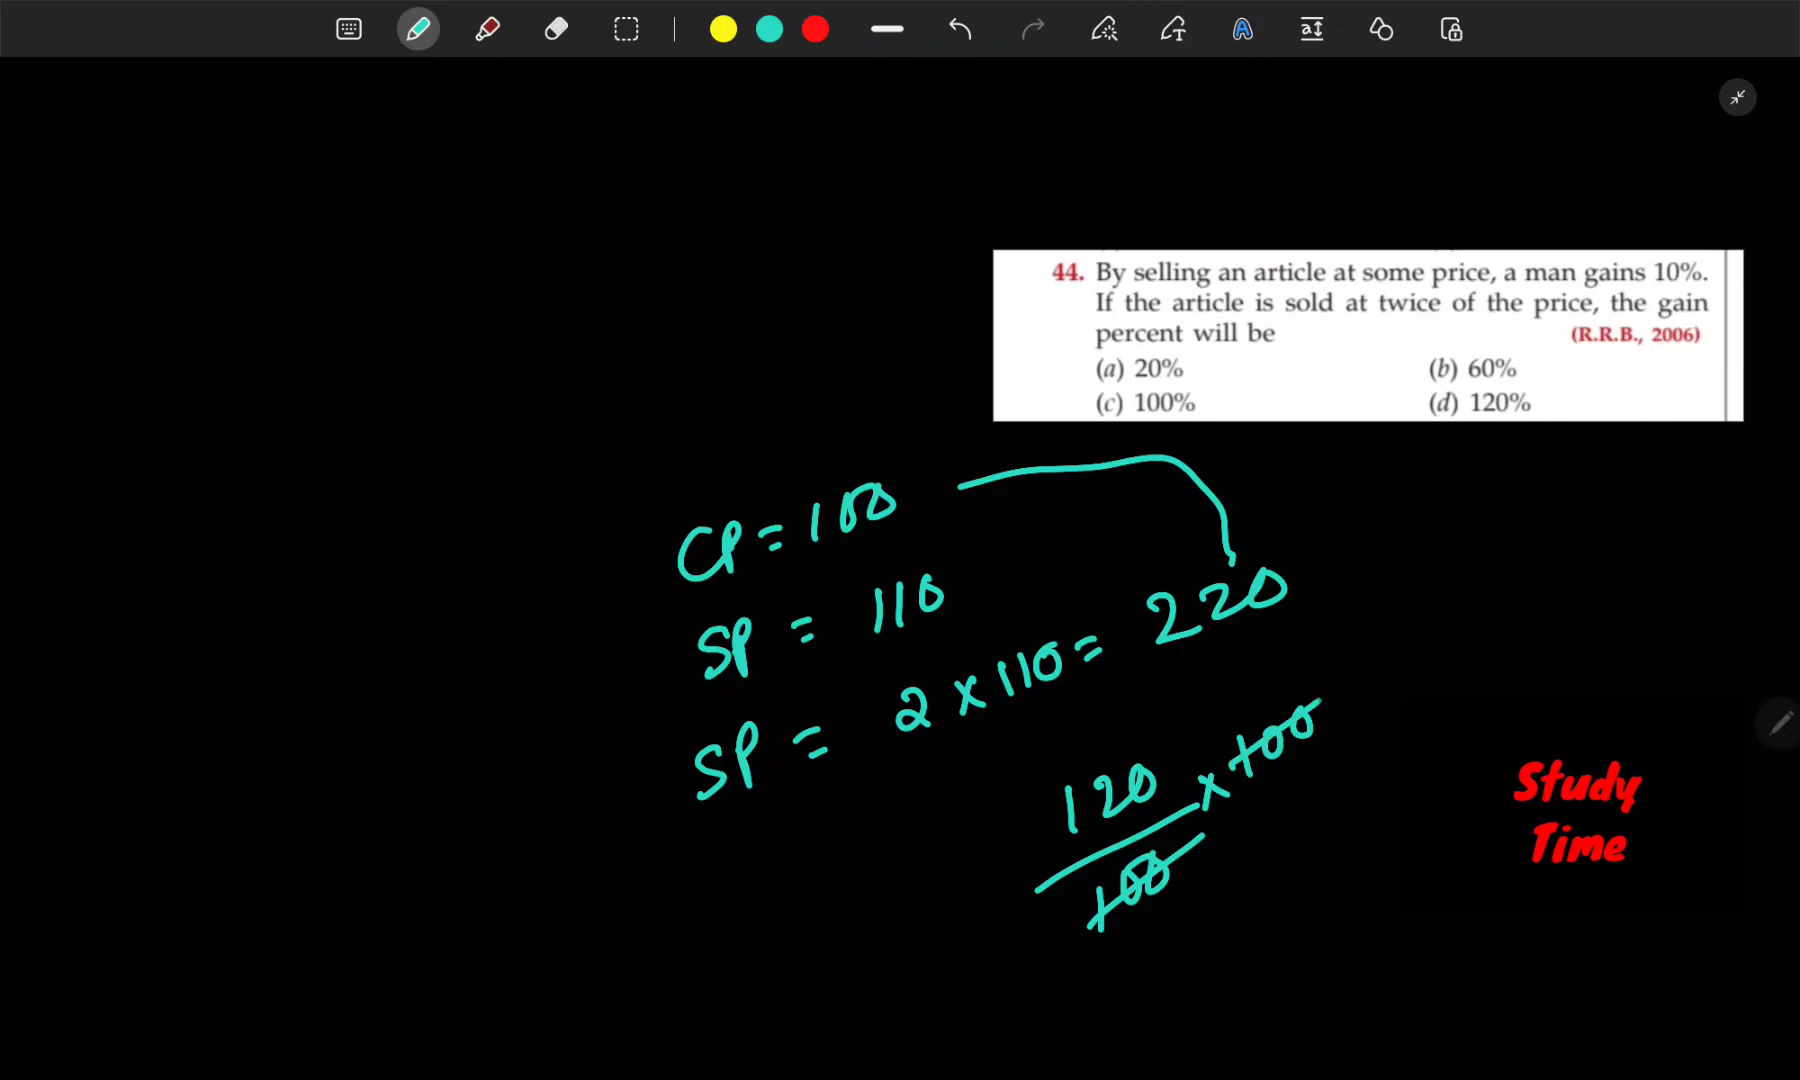 44. By selling an article at some price, a man gains 10%.
If the article is sold at twice of the price, the gain
percent will be (R.R.B., 2006)
(a) 20% (b) 60%
(c) 100% (d) 120%
CP = 100
SP = 110
SP = 2 × 110 = 220
120 × 100
100
Study
Time